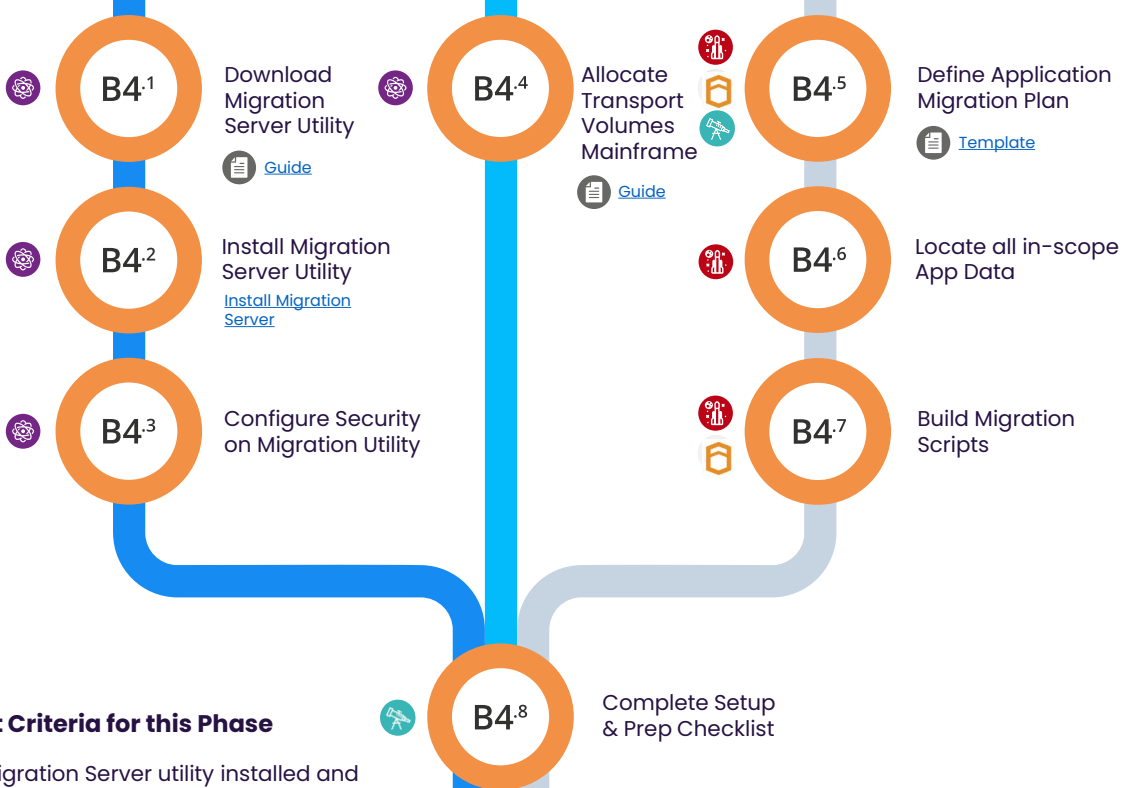 B4.1
Download
Migration
Server Utility
Guide
B4.4
Allocate
Transport
Volumes
Mainframe
Guide
B4.5
Define Application
Migration Plan
Template
B4.2
Install Migration
Server Utility
Install Migration
Server
B4.6
Locate all in-scope
App Data
B4.3
Configure Security
on Migration Utility
B4.7
Build Migration
Scripts
B4.8
Complete Setup
& Prep Checklist
Criteria for this Phase
igration Server utility installed and